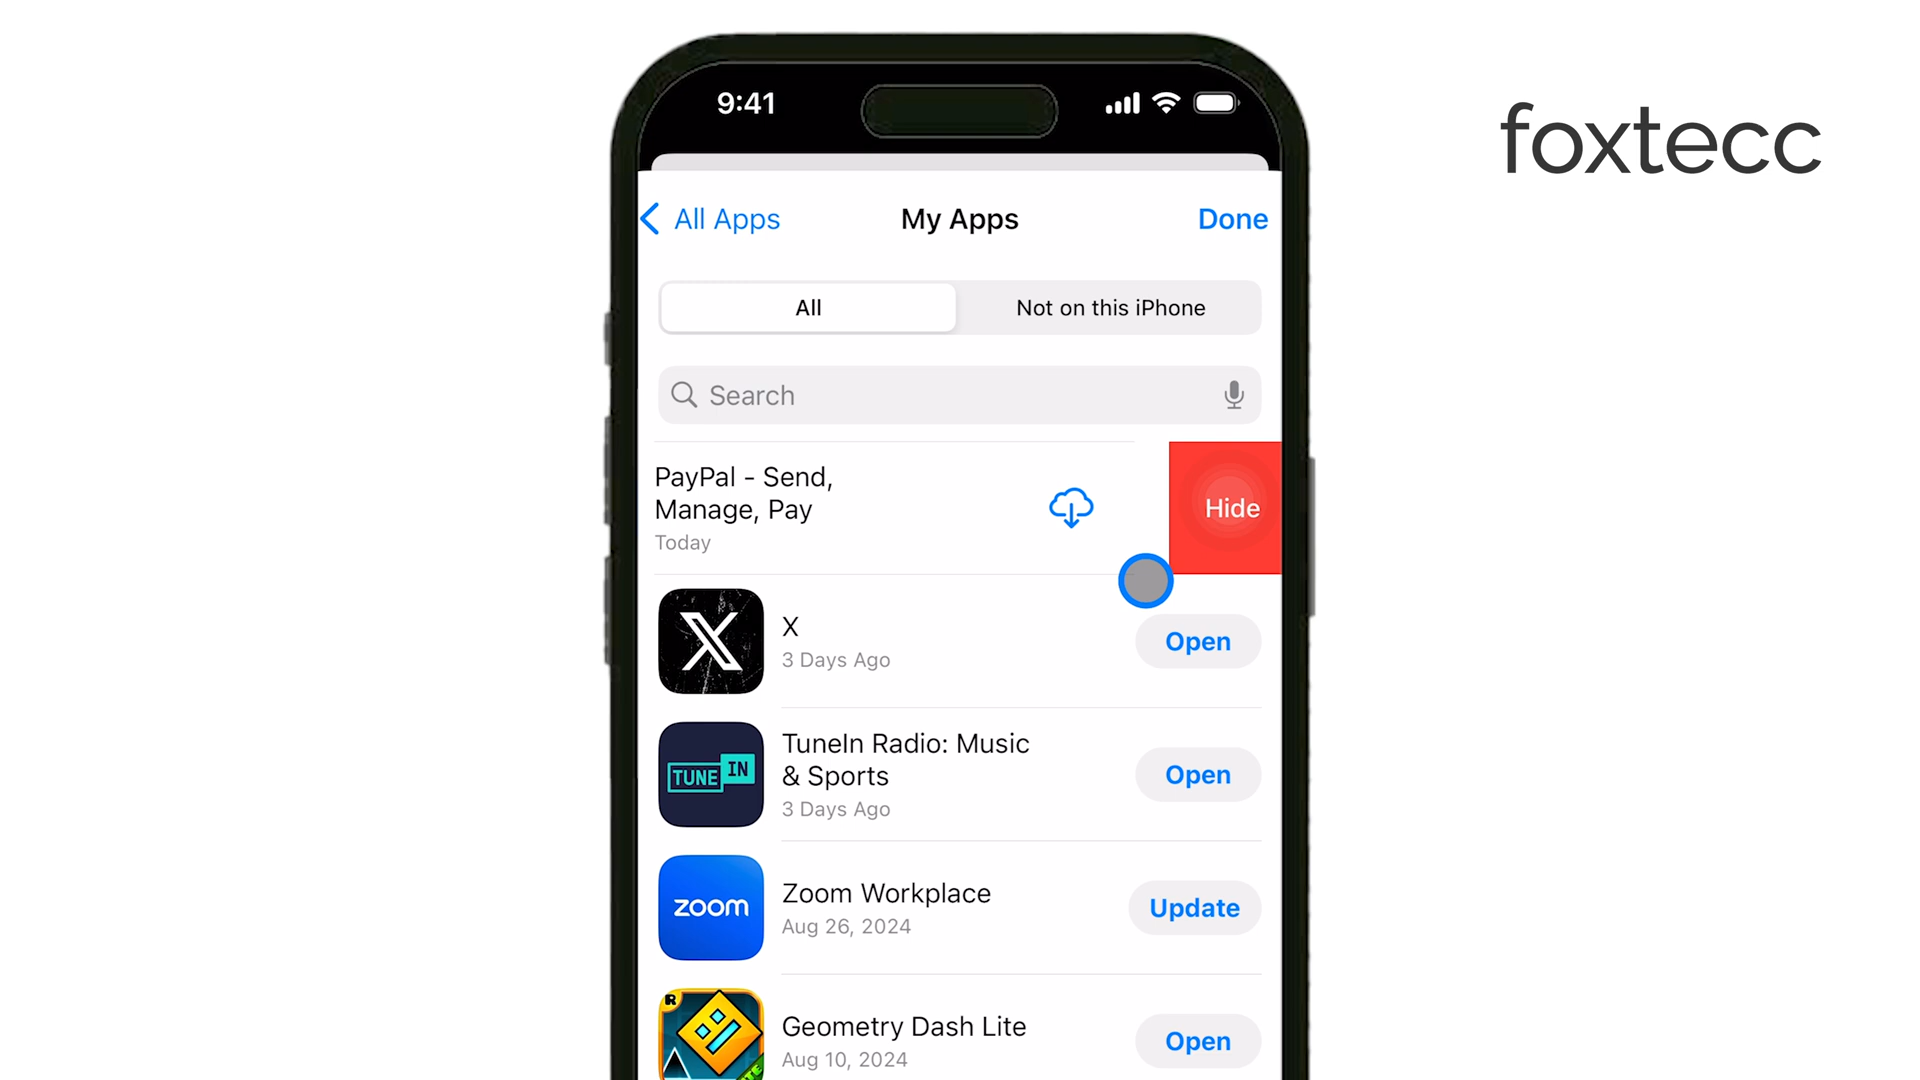 foxtecc
9:41
All Apps
My Apps
Done
All
Not on this iPhone
Search
PayPal - Send,
Manage, Pay
Today
Hide
X
3 Days Ago
Open
TUNE IN
TuneIn Radio: Music
& Sports
3 Days Ago
Open
zoom
Zoom Workplace
Aug 26, 2024
Update
R
Geometry Dash Lite
Aug 10, 2024
Open